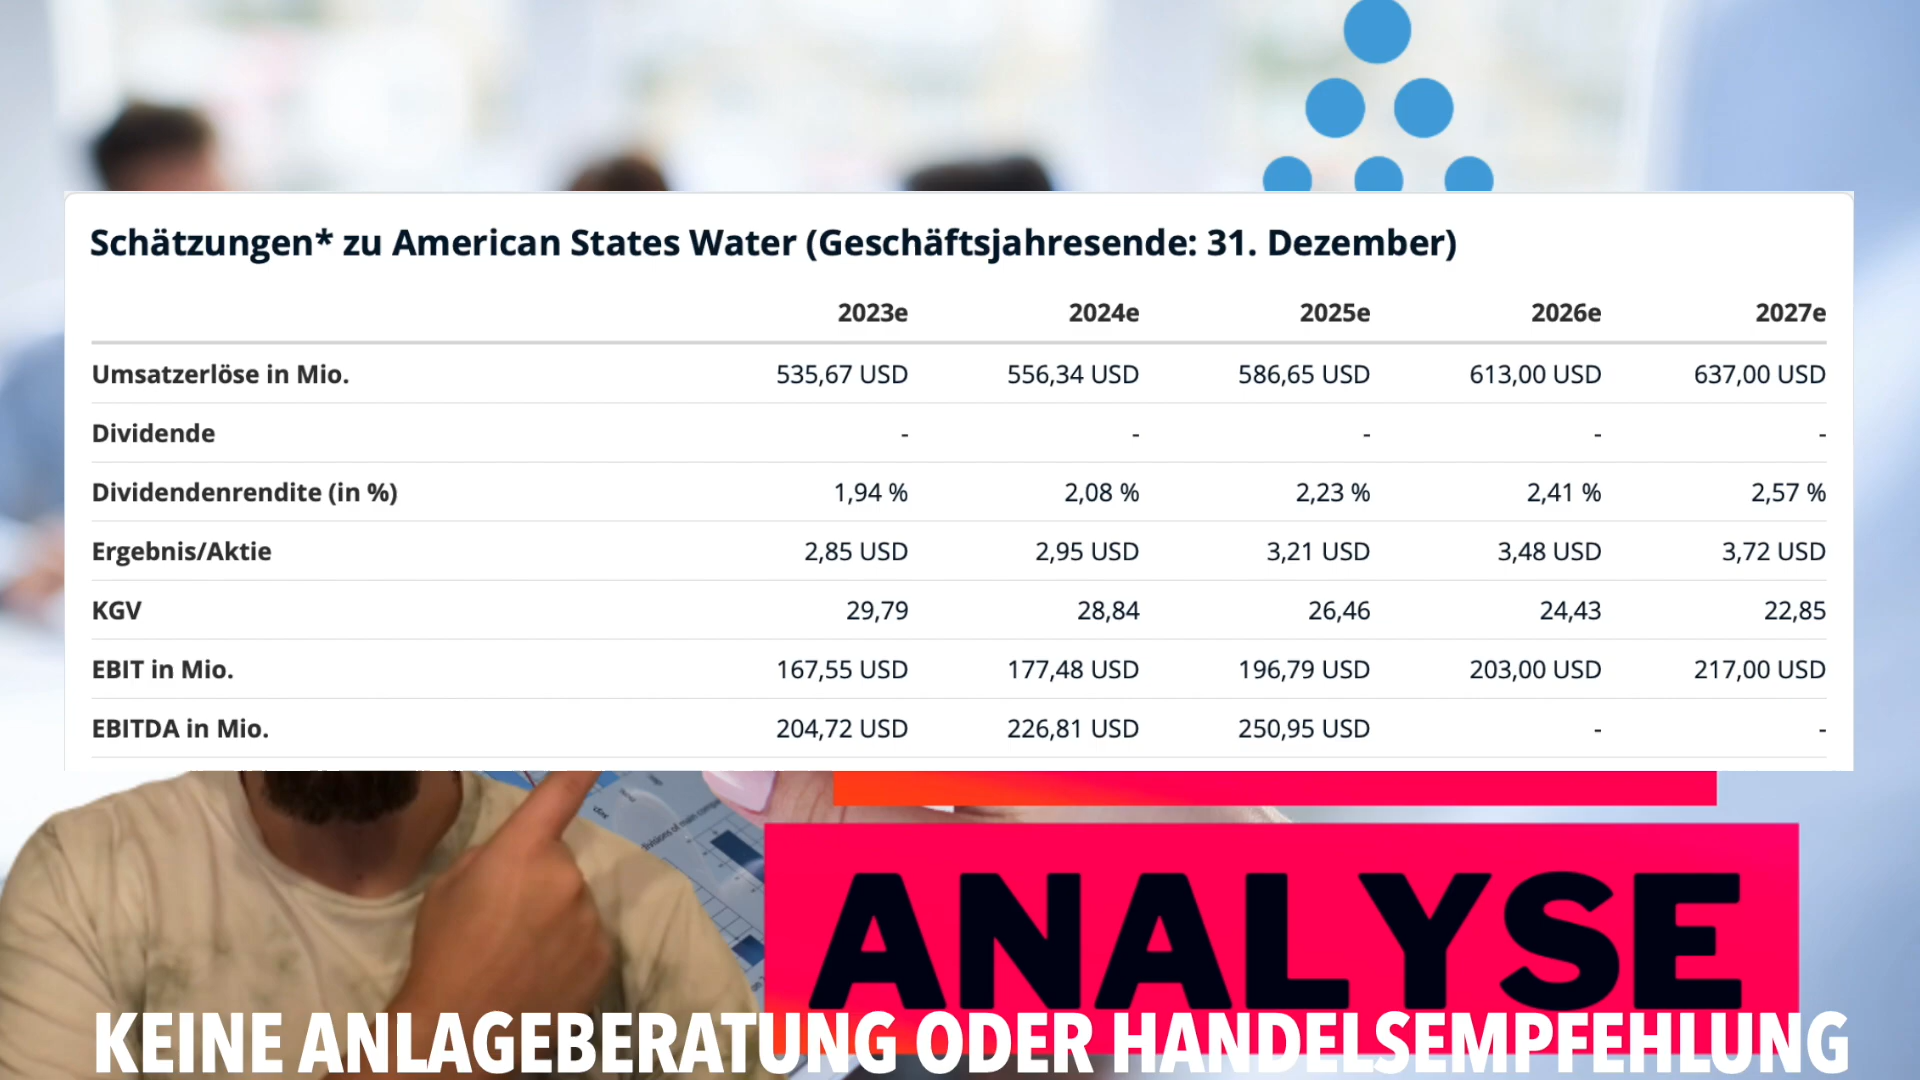 Schätzungen* zu American States Water (Geschäftsjahresende: 31. Dezember)
2023e 2024e 2025e 2026e 2027e
Umsatzerlöse in Mio. 535,67 USD 556,34 USD 586,65 USD 613,00 USD 637,00 USD
Dividende - - - - -
Dividendenrendite (in %) 1,94 % 2,08 % 2,23 % 2,41 % 2,57 %
Ergebnis/Aktie 2,85 USD 2,95 USD 3,21 USD 3,48 USD 3,72 USD
KGV 29,79 28,84 26,46 24,43 22,85
EBIT in Mio. 167,55 USD 177,48 USD 196,79 USD 203,00 USD 217,00 USD
EBITDA in Mio. 204,72 USD 226,81 USD 250,95 USD - -
ANALYSE
KEINE ANLAGEBERATUNG ODER HANDELSEMPFEHLUNG